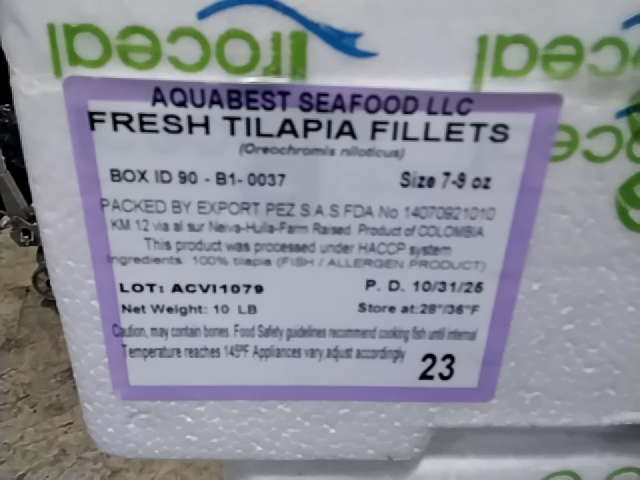 troceal
troceal
AQUABEST SEAFOOD LLC
FRESH TILAPIA FILLETS
(Oreochromis niloticus)
BOX ID 90 - B1- 0037
Size 7-9 oz
PACKED BY EXPORT PEZ S.A.S FDA No 14070921010
KM 12 via al sur Neiva-Huila-Farm Raised. Product of COLOMBIA
This product was processed under HACCP system
Ingredients: 100% tilapia (FISH / ALLERGEN PRODUCT)
LOT: ACVI1079
P. D. 10/31/25
Net Weight: 10 LB
Store at:28°/36°F
Caution, may contain bones. Food Safety guidelines recommend cooking fish until internal
Temperature reaches 145ºF Appliances vary, adjust accordingly
23